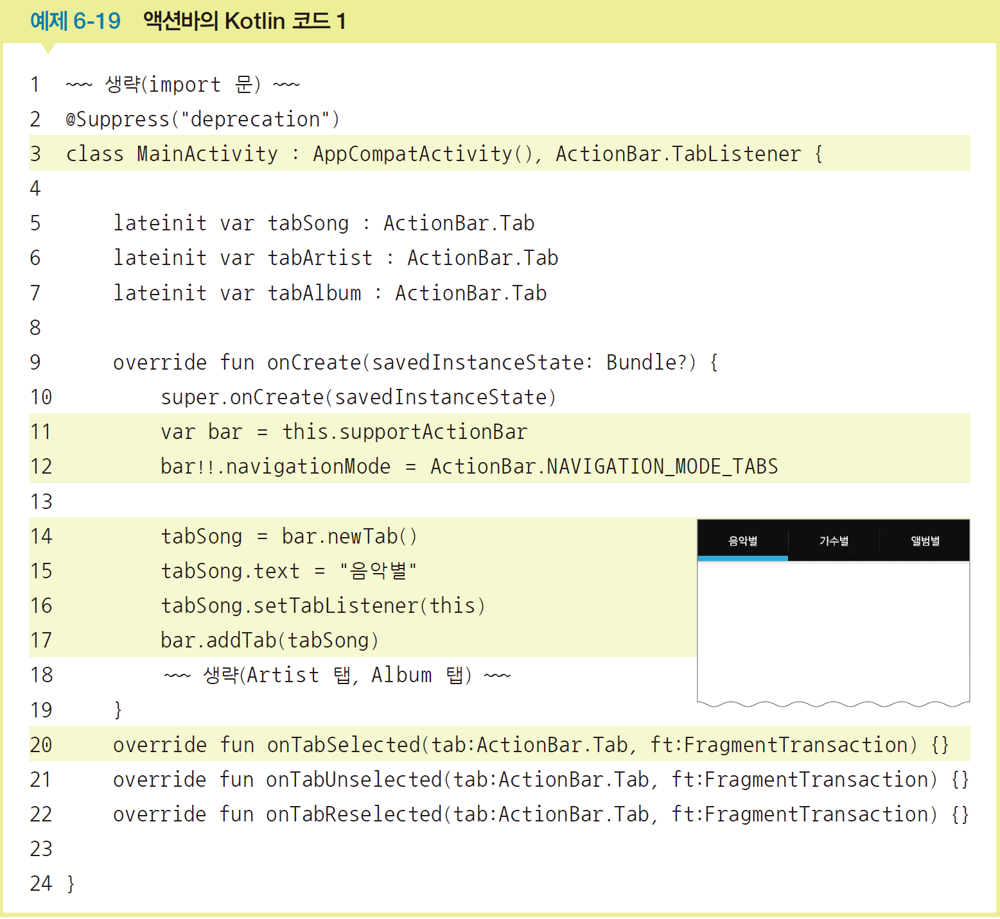 예제 6-19 액션바의 Kotlin 코드 1
1 ~~~ 생략(import 문) ~~~
2 @Suppress("deprecation")
3 class MainActivity : AppCompatActivity(), ActionBar.TabListener {
4
5 lateinit var tabSong : ActionBar.Tab
6 lateinit var tabArtist : ActionBar.Tab
7 lateinit var tabAlbum : ActionBar.Tab
8
9 override fun onCreate(savedInstanceState: Bundle?) {
10 super.onCreate(savedInstanceState)
11 var bar = this.supportActionBar
12 bar!!.navigationMode = ActionBar.NAVIGATION_MODE_TABS
13
14 tabSong = bar.newTab()
15 tabSong.text = "음악별"
16 tabSong.setTabListener(this)
17 bar.addTab(tabSong)
18 ~~~ 생략(Artist 탭, Album 탭) ~~~
19 }
20 override fun onTabSelected(tab:ActionBar.Tab, ft:FragmentTransaction) {}
21 override fun onTabUnselected(tab:ActionBar.Tab, ft:FragmentTransaction) {}
22 override fun onTabReselected(tab:ActionBar.Tab, ft:FragmentTransaction) {}
23
24 }
음악별 가수별 앨범별